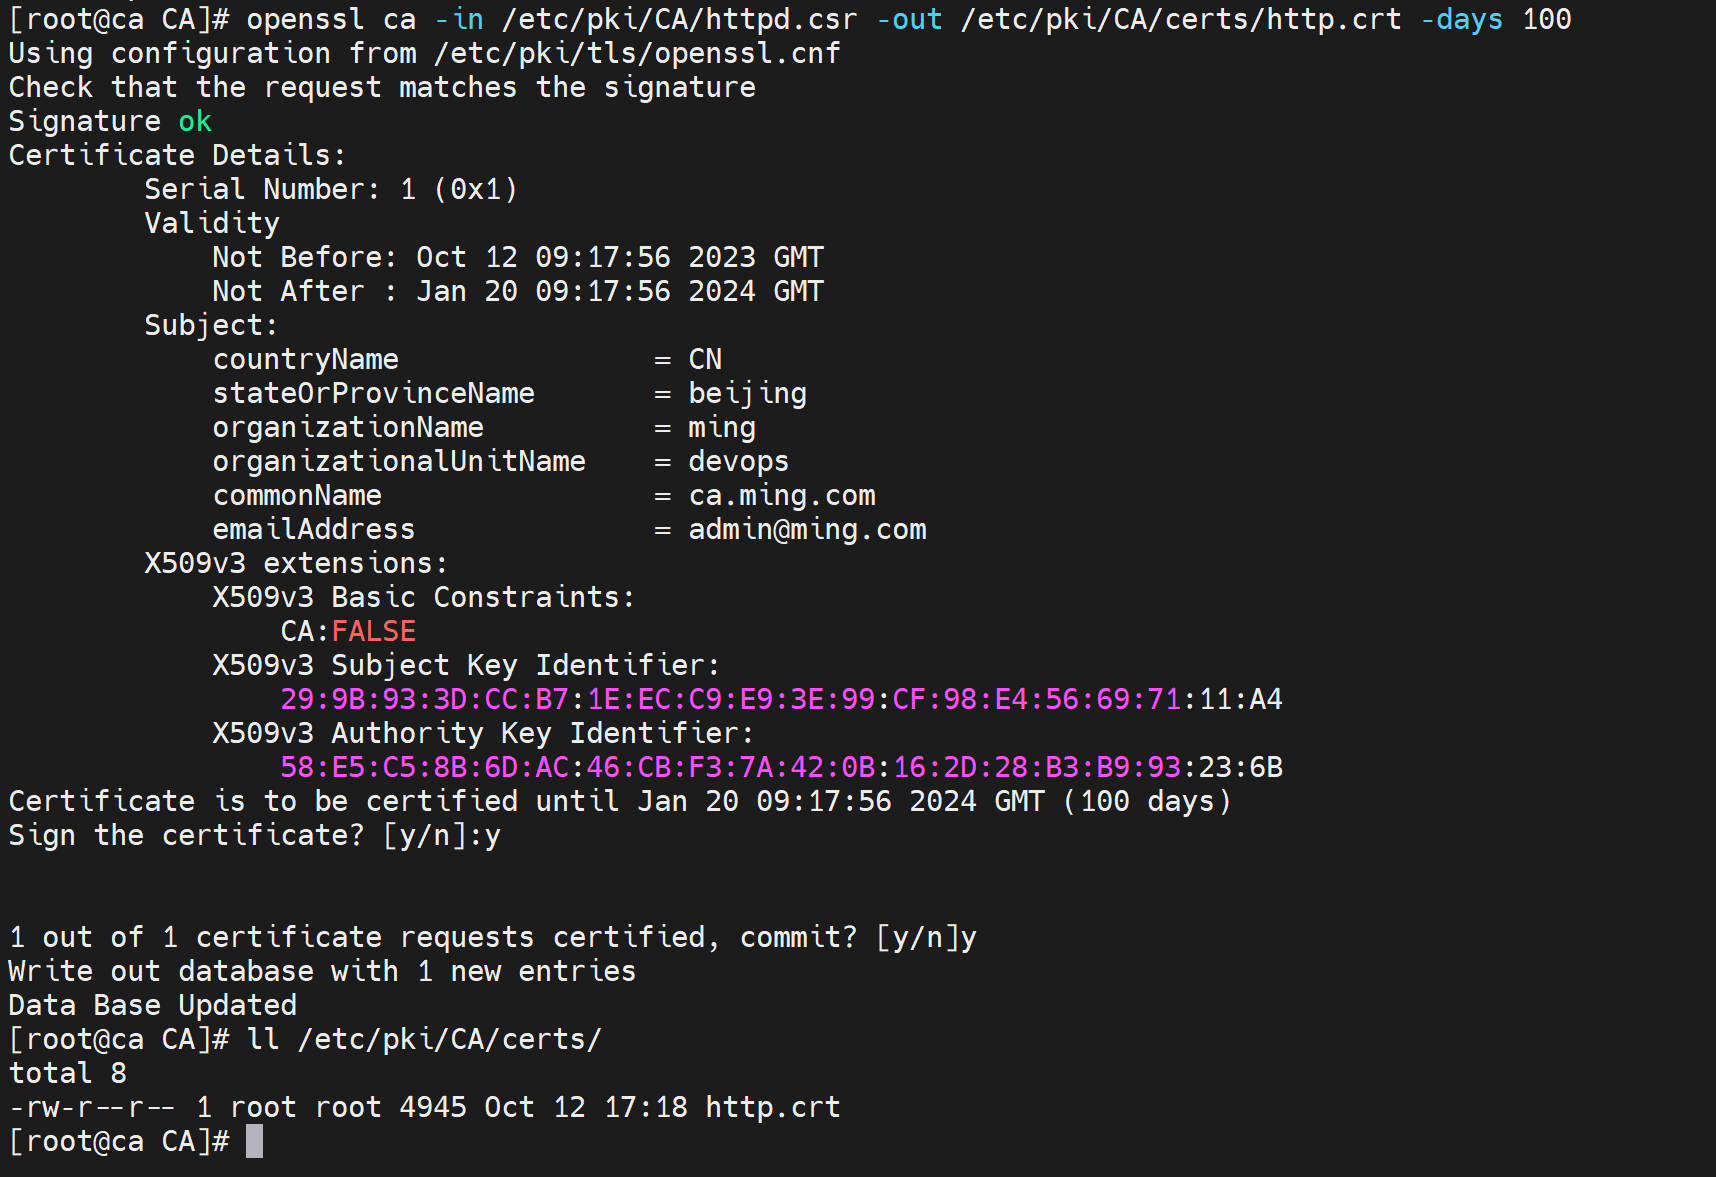 [root@ca CA]# openssl ca -in /etc/pki/CA/httpd.csr -out /etc/pki/CA/certs/http.crt -days 100
Using configuration from /etc/pki/tls/openssl.cnf
Check that the request matches the signature
Signature ok
Certificate Details:
        Serial Number: 1 (0x1)
        Validity
            Not Before: Oct 12 09:17:56 2023 GMT
            Not After : Jan 20 09:17:56 2024 GMT
        Subject:
            countryName               = CN
            stateOrProvinceName       = beijing
            organizationName          = ming
            organizationalUnitName    = devops
            commonName                = ca.ming.com
            emailAddress              = admin@ming.com
        X509v3 extensions:
            X509v3 Basic Constraints:
                CA:FALSE
            X509v3 Subject Key Identifier:
                29:9B:93:3D:CC:B7:1E:EC:C9:E9:3E:99:CF:98:E4:56:69:71:11:A4
            X509v3 Authority Key Identifier:
                58:E5:C5:8B:6D:AC:46:CB:F3:7A:42:0B:16:2D:28:B3:B9:93:23:6B
Certificate is to be certified until Jan 20 09:17:56 2024 GMT (100 days)
Sign the certificate? [y/n]:y
1 out of 1 certificate requests certified, commit? [y/n]y
Write out database with 1 new entries
Data Base Updated
[root@ca CA]# ll /etc/pki/CA/certs/
total 8
-rw-r--r-- 1 root root 4945 Oct 12 17:18 http.crt
[root@ca CA]#